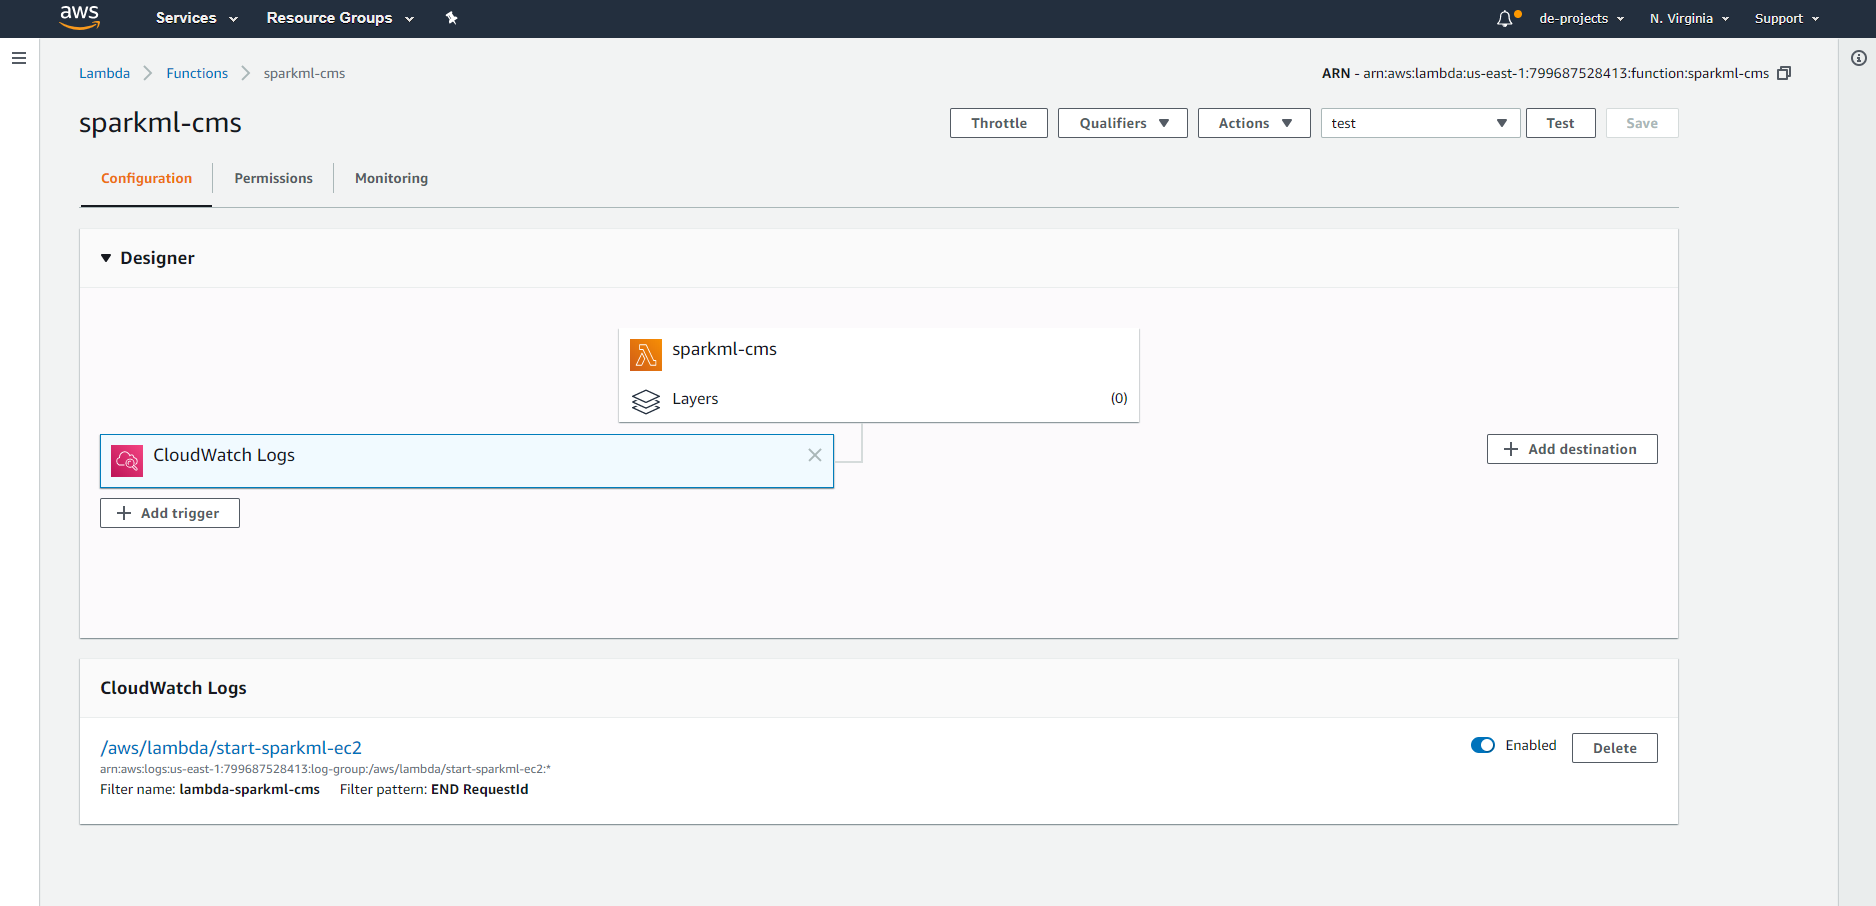 aws Services Resource Groups de-projects N. Virginia Support
Lambda Functions sparkml-cms ARN - arn:aws:lambda:us-east-1:799687528413:function:sparkml-cms
sparkml-cms Throttle Qualifiers Actions test Test Save
Configuration Permissions Monitoring
Designer
sparkml-cms
Layers (0)
CloudWatch Logs
Add destination
Add trigger
CloudWatch Logs
/aws/lambda/start-sparkml-ec2 Enabled Delete
arn:aws:logs:us-east-1:799687528413:log-group:/aws/lambda/start-sparkml-ec2:*
Filter name: lambda-sparkml-cms Filter pattern: END RequestId